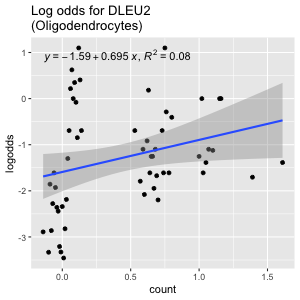 Log odds for DLEU2
(Oligodendrocytes)
y = −1.59 + 0.695 x, R² = 0.08
logodds
1
0
-1
-2
-3
0.0 0.5 1.0 1.5
count